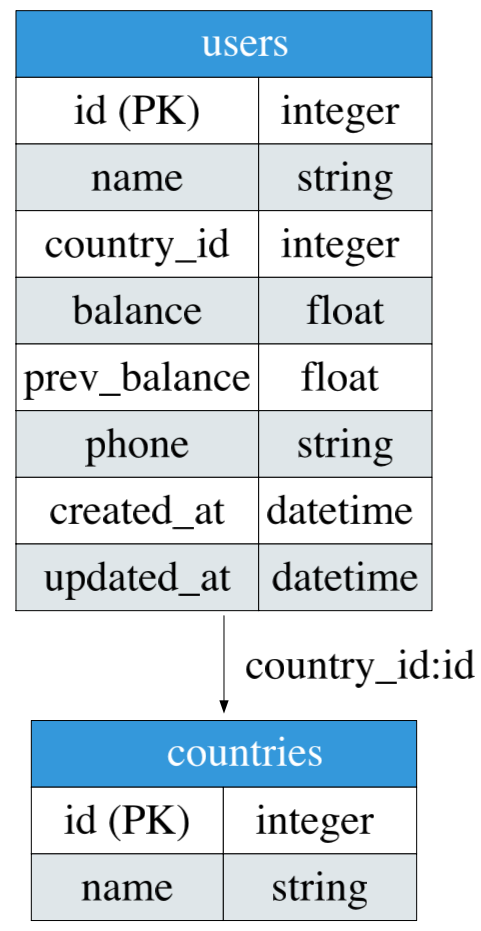 users
id (PK) integer
name string
country_id integer
balance float
prev_balance float
phone string
created_at datetime
updated_at datetime
country_id:id
countries
id (PK) integer
name string